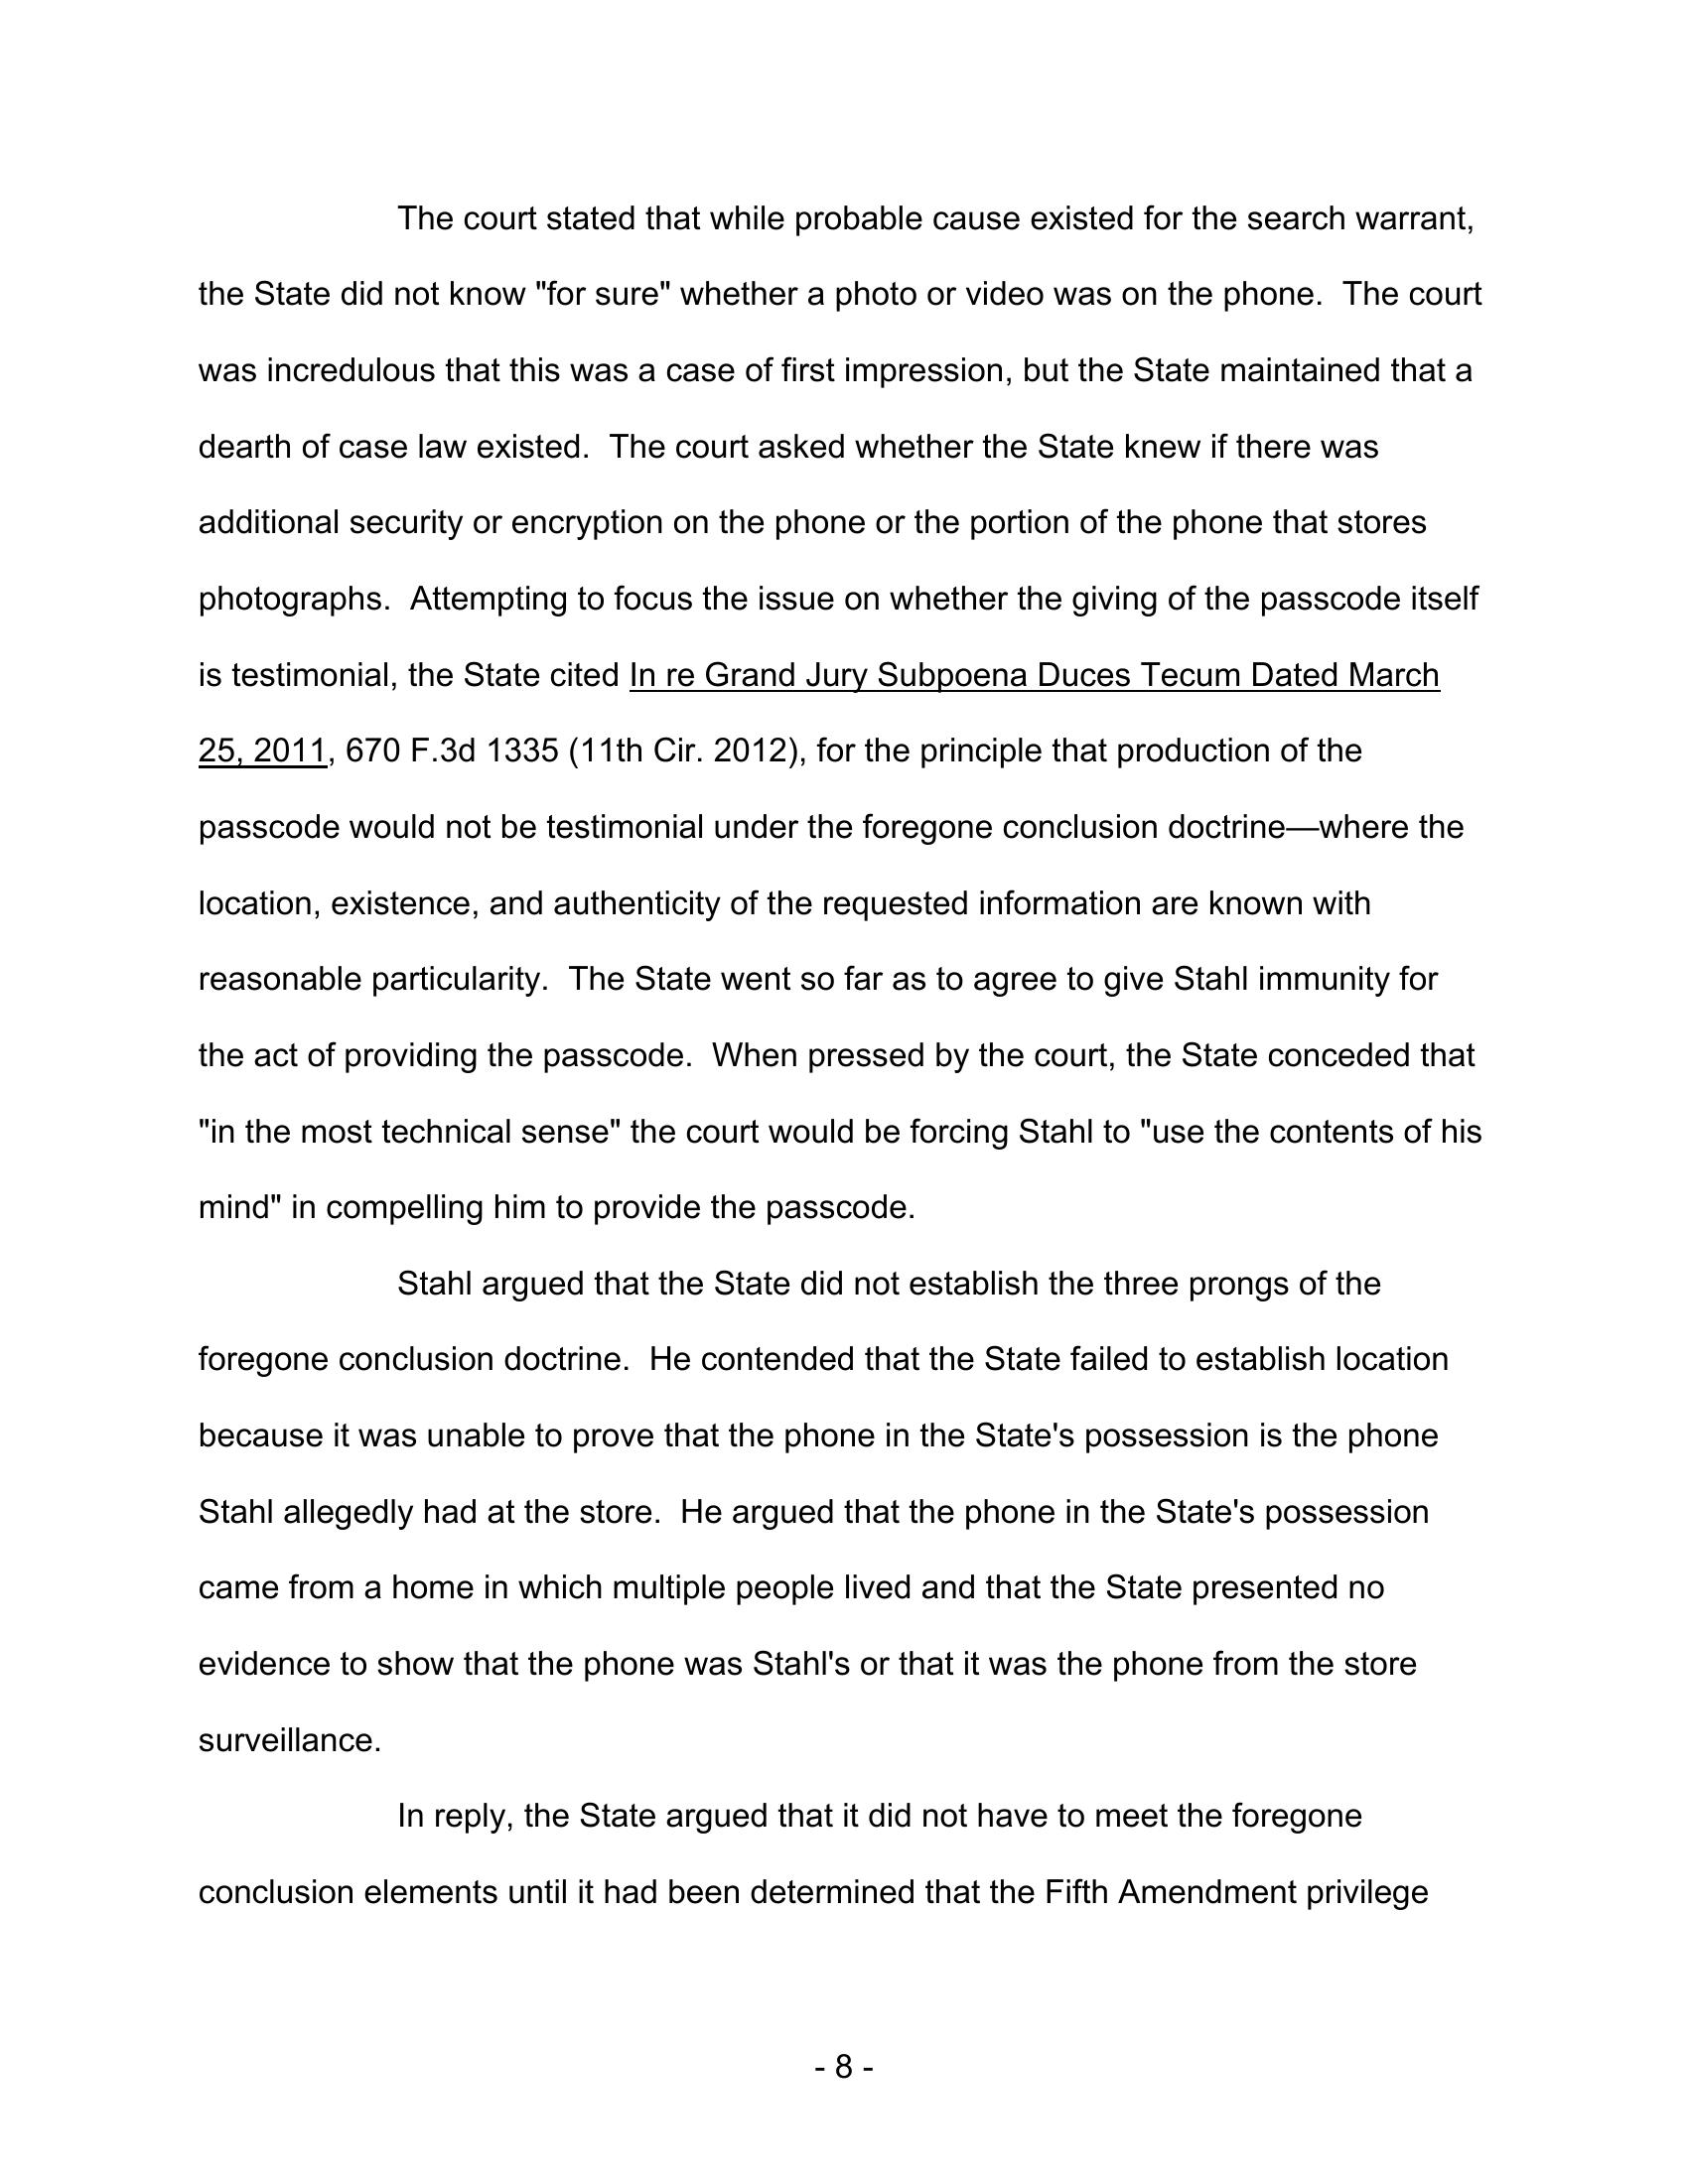 The court stated that while probable cause existed for the search warrant,
the State did not know "for sure" whether a photo or video was on the phone.  The court
was incredulous that this was a case of first impression, but the State maintained that a
dearth of case law existed.  The court asked whether the State knew if there was
additional security or encryption on the phone or the portion of the phone that stores
photographs.  Attempting to focus the issue on whether the giving of the passcode itself
is testimonial, the State cited In re Grand Jury Subpoena Duces Tecum Dated March
25, 2011, 670 F.3d 1335 (11th Cir. 2012), for the principle that production of the
passcode would not be testimonial under the foregone conclusion doctrine—where the
location, existence, and authenticity of the requested information are known with
reasonable particularity.  The State went so far as to agree to give Stahl immunity for
the act of providing the passcode.  When pressed by the court, the State conceded that
"in the most technical sense" the court would be forcing Stahl to "use the contents of his
mind" in compelling him to provide the passcode.
Stahl argued that the State did not establish the three prongs of the
foregone conclusion doctrine.  He contended that the State failed to establish location
because it was unable to prove that the phone in the State's possession is the phone
Stahl allegedly had at the store.  He argued that the phone in the State's possession
came from a home in which multiple people lived and that the State presented no
evidence to show that the phone was Stahl's or that it was the phone from the store
surveillance.
In reply, the State argued that it did not have to meet the foregone
conclusion elements until it had been determined that the Fifth Amendment privilege
- 8 -